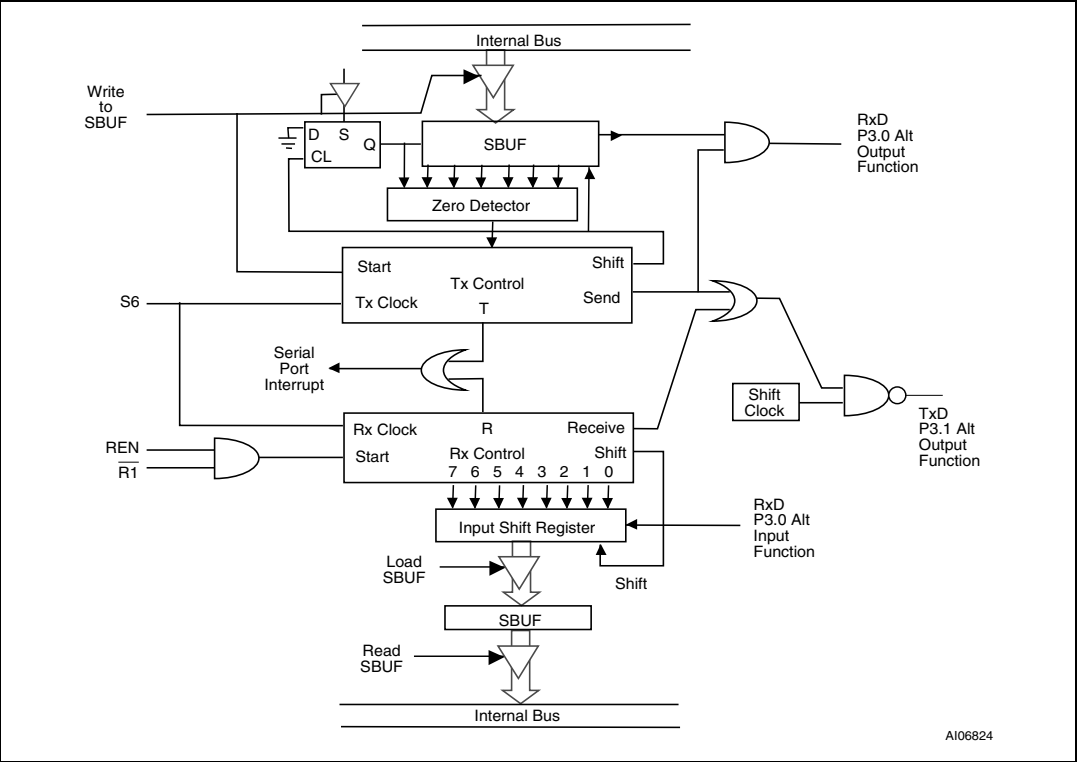 Internal Bus
Write
to
SBUF
D S
Q
CL
SBUF
RxD
P3.0 Alt
Output
Function
Zero Detector
Start
Shift
Tx Control
S6
Tx Clock
Send
T
Serial
Port
Interrupt
Shift
Clock
TxD
P3.1 Alt
Output
Function
Rx Clock
R
Receive
REN
R1
Start
Rx Control
Shift
7 6 5 4 3 2 1 0
Input Shift Register
RxD
P3.0 Alt
Input
Function
Load
SBUF
Shift
SBUF
Read
SBUF
Internal Bus
AI06824